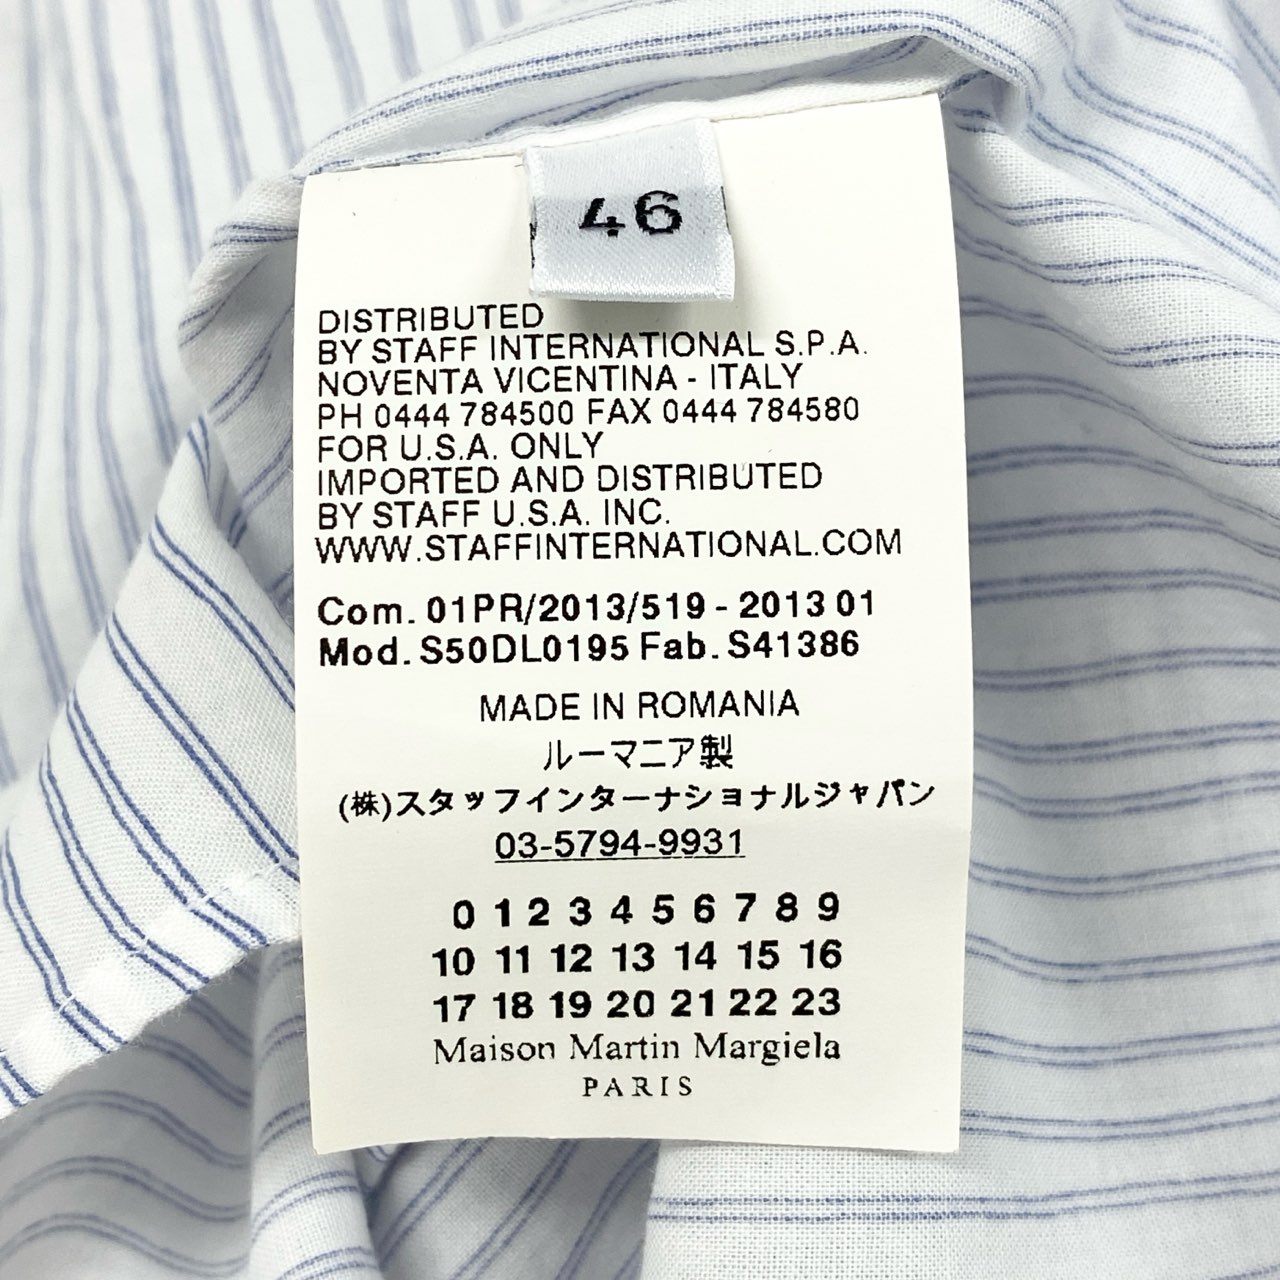 46
DISTRIBUTED
BY STAFF INTERNATIONAL S.P.A.
NOVENTA VICENTINA - ITALY
PH 0444 784500 FAX 0444 784580
FOR U.S.A. ONLY
IMPORTED AND DISTRIBUTED
BY STAFF U.S.A. INC.
WWW.STAFFINTERNATIONAL.COM
Com. 01PR/2013/519 - 2013 01
Mod. S50DL0195 Fab. S41386
MADE IN ROMANIA
ルーマニア製
(株)スタッフインターナショナルジャパン
03-5794-9931
0 1 2 3 4 5 6 7 8 9
10 11 12 13 14 15 16
17 18 19 20 21 22 23
Maison Martin Margiela
PARIS